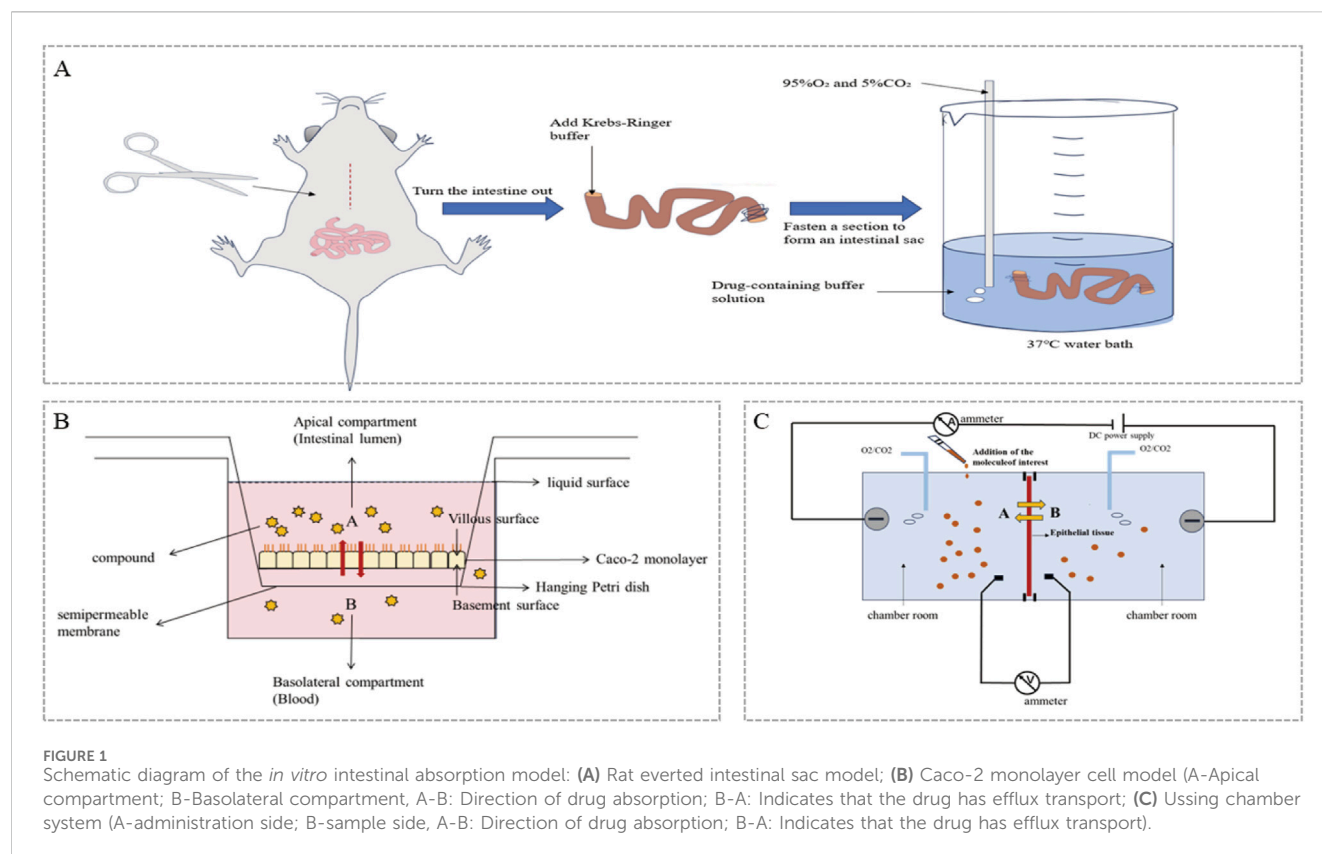 A
95%O₂ and 5%CO₂
Add Krebs-Ringer
buffer
Turn the intestine out
Fasten a section to
form an intestinal sac
Drug-containing buffer
solution
37°C water bath
B
Apical compartment
(Intestinal lumen)
liquid surface
A
Villous surface
compound
Caco-2 monolayer
Hanging Petri dish
semipermeable
membrane
B
Basement surface
Basolateral compartment
(Blood)
C
A
ammeter
DC power supply
O2/CO2
Addition of the
moleculeof interest
O2/CO2
A
B
Epithelial tissue
chamber room
chamber room
V
ammeter
FIGURE 1
Schematic diagram of the in vitro intestinal absorption model: (A) Rat everted intestinal sac model; (B) Caco-2 monolayer cell model (A-Apical
compartment; B-Basolateral compartment, A-B: Direction of drug absorption; B-A: Indicates that the drug has efflux transport; (C) Ussing chamber
system (A-administration side; B-sample side, A-B: Direction of drug absorption; B-A: Indicates that the drug has efflux transport).